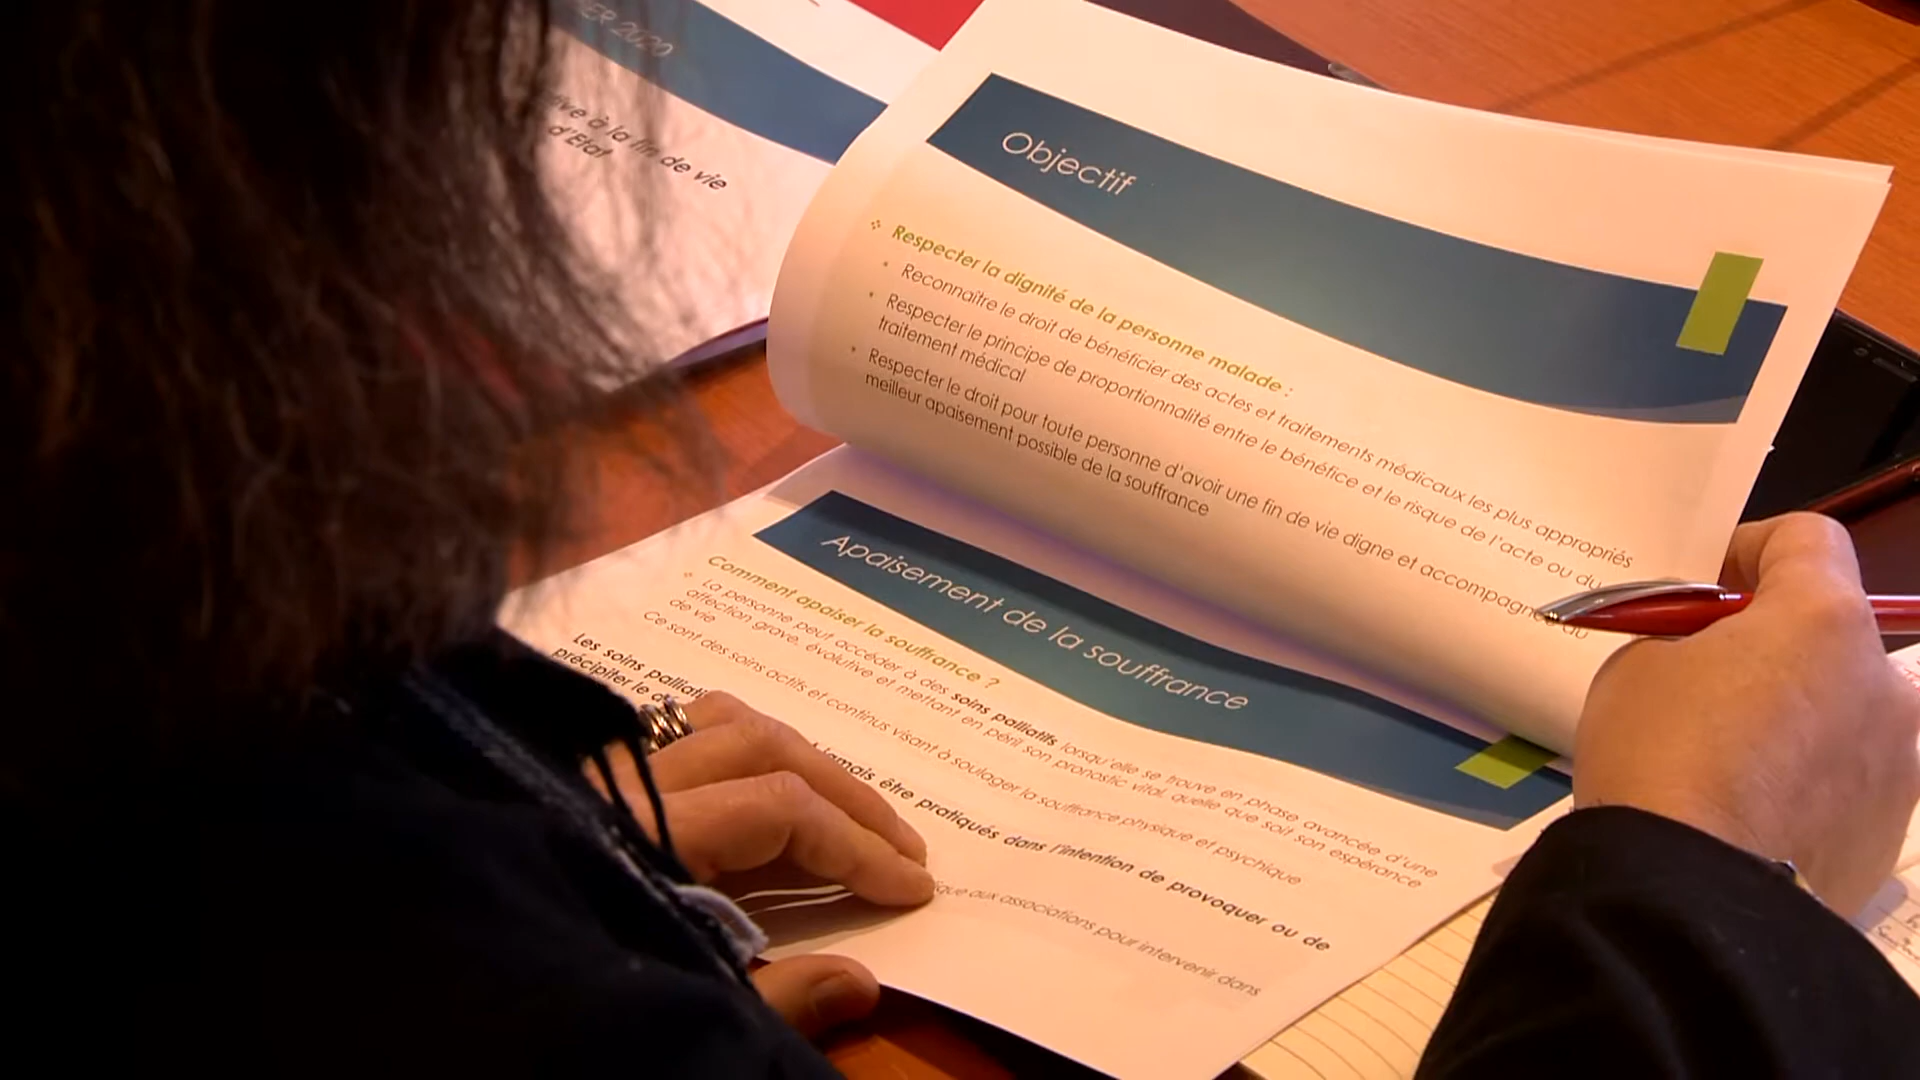 2020
à la fin de vie
d'Etat
Objectif
Respecter la dignité de la personne malade :
Reconnaître le droit de bénéficier des actes et traitements médicaux les plus appropriés
Respecter le principe de proportionnalité entre le bénéfice et le risque de l'acte ou du
traitement médical
Respecter le droit pour toute personne d'avoir une fin de vie digne et du
meilleur apaisement possible de la souffrance
Apaisement de la souffrance
Comment apaiser la souffrance ?
La personne peut accéder à des soins palliatifs lorsqu'elle se trouve en phase avancée d'une
affection grave, évolutive et mettant en péril son pronostic vital, quelle que soit son espérance
de vie
Ce sont des soins actifs et continus visant à soulager la souffrance physique et psychique
Les soins jamais être pratiqués dans l'intention de provoquer ou de
précipiter le
aux associations pour intervenir dans